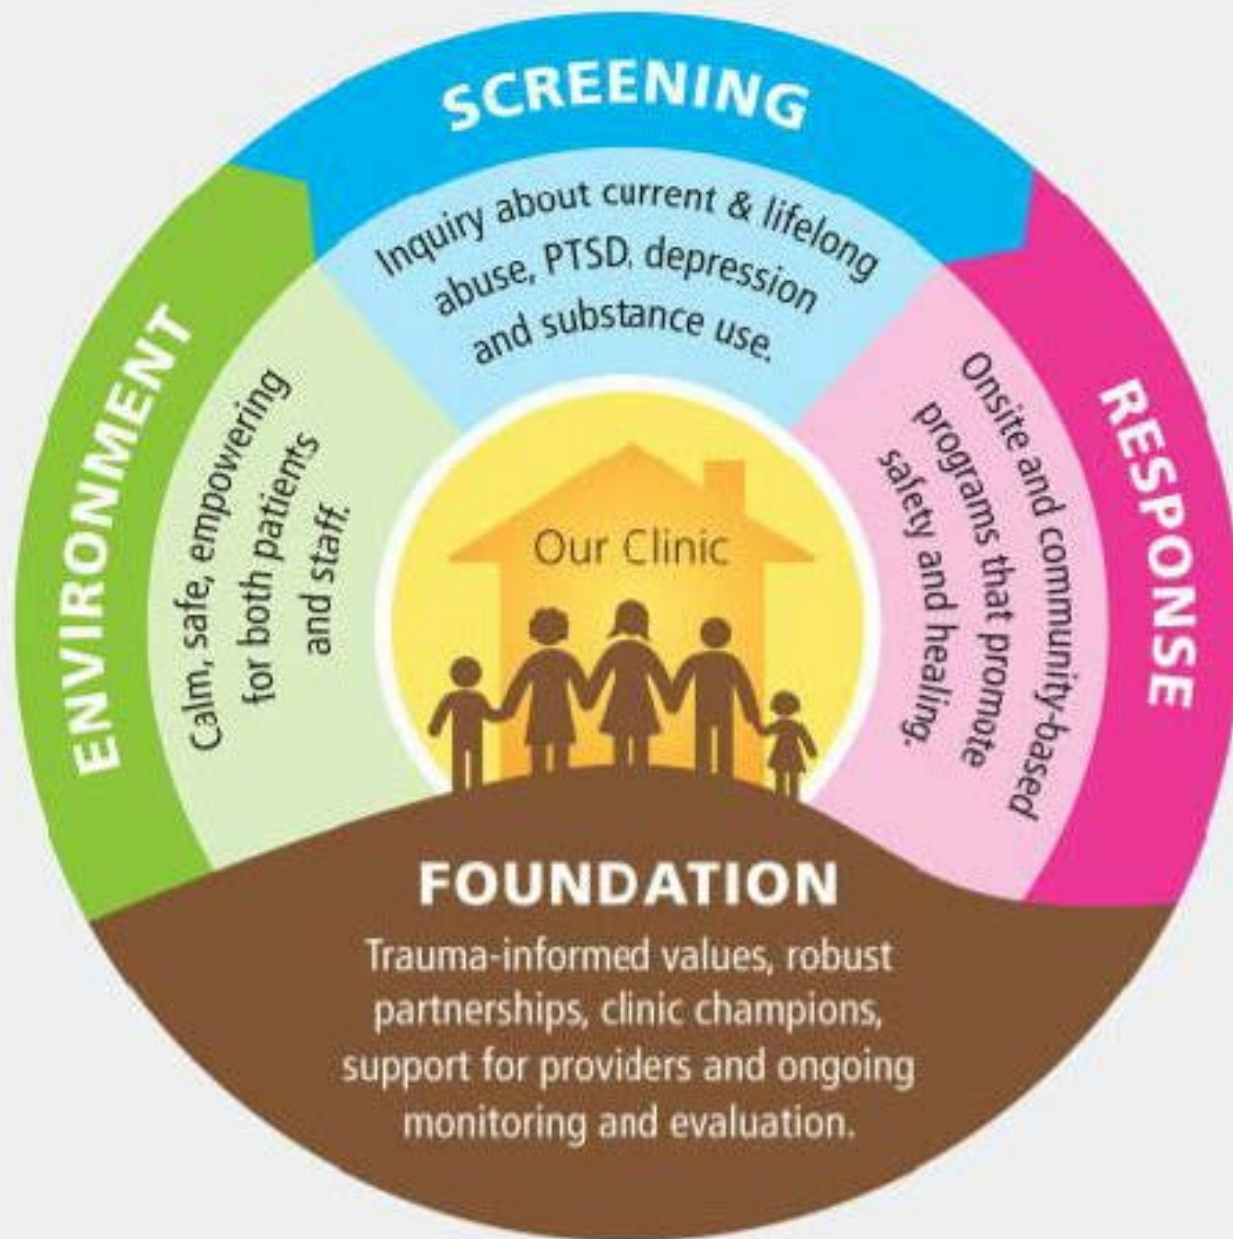 SCREENING
Inquiry about current & lifelong
abuse, PTSD, depression
and substance use.
ENVIRONMENT
Calm, safe, empowering
for both patients
and staff.
RESPONSE
Onsite and community-based
programs that promote
safety and healing.
Our Clinic
FOUNDATION
Trauma-informed values, robust
partnerships, clinic champions,
support for providers and ongoing
monitoring and evaluation.